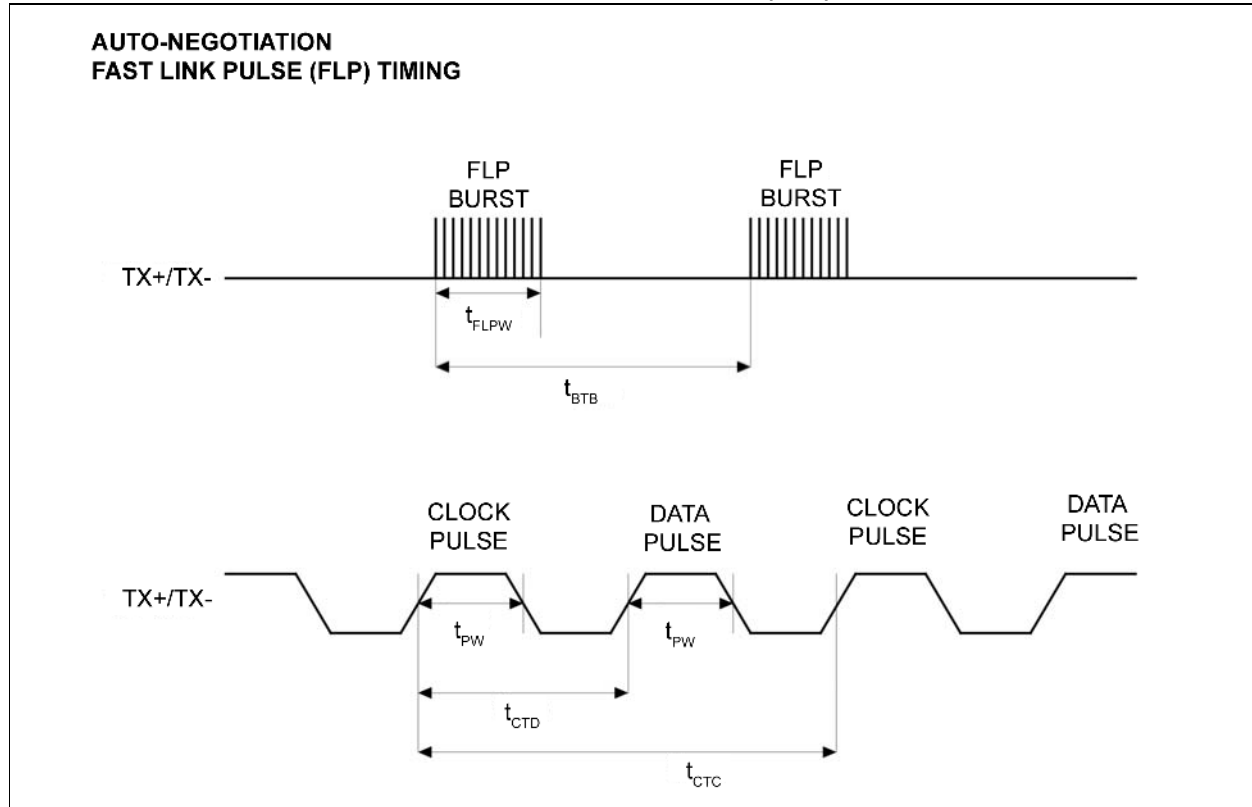 AUTO-NEGOTIATION
FAST LINK PULSE (FLP) TIMING
FLP
BURST
FLP
BURST
TX+/TX-
tFLPW
tBTB
CLOCK
PULSE
DATA
PULSE
CLOCK
PULSE
DATA
PULSE
TX+/TX-
tPW
tPW
tCTD
tCTC